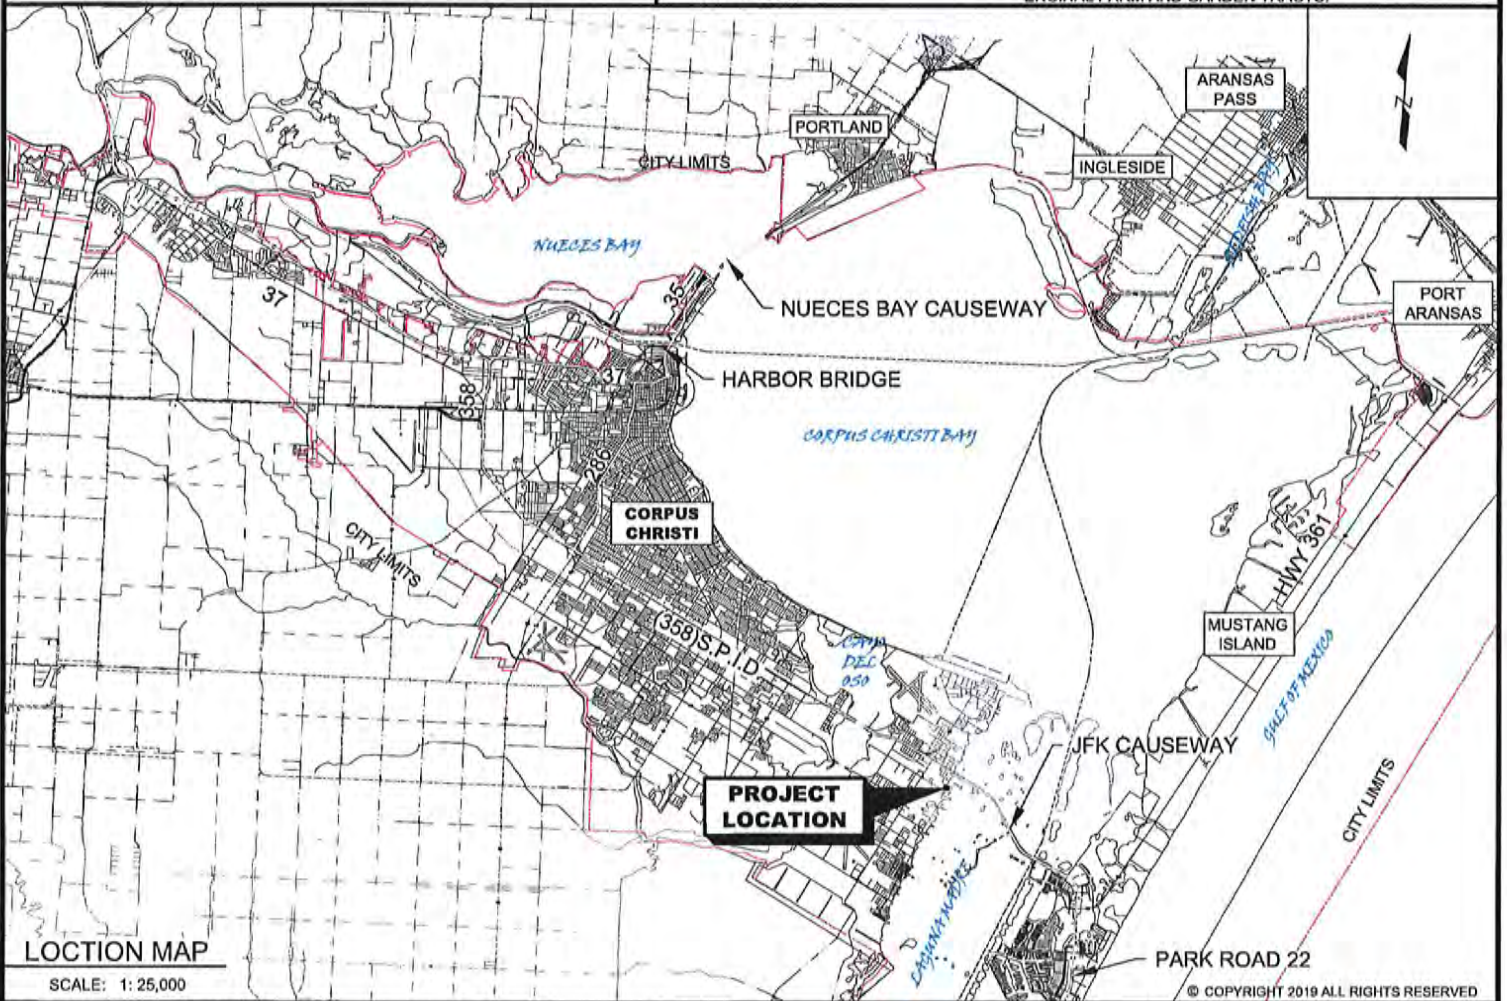 ARANSAS
PASS
PORTLAND
CITY LIMITS
INGLESIDE
N
NUECES BAY
37
35
NUECES BAY CAUSEWAY
PORT
ARANSAS
HARBOR BRIDGE
37
358
CORPUS CHRISTI BAY
286
CORPUS
CHRISTI
CITY LIMITS
HWY 361
(358)S.P.I.D.
CAYO
DEL
OSO
MUSTANG
ISLAND
GULF OF MEXICO
JFK CAUSEWAY
PROJECT
LOCATION
CITY LIMITS
LAGUNA MADRE
LOCTION MAP
PARK ROAD 22
SCALE: 1: 25,000
© COPYRIGHT 2019 ALL RIGHTS RESERVED